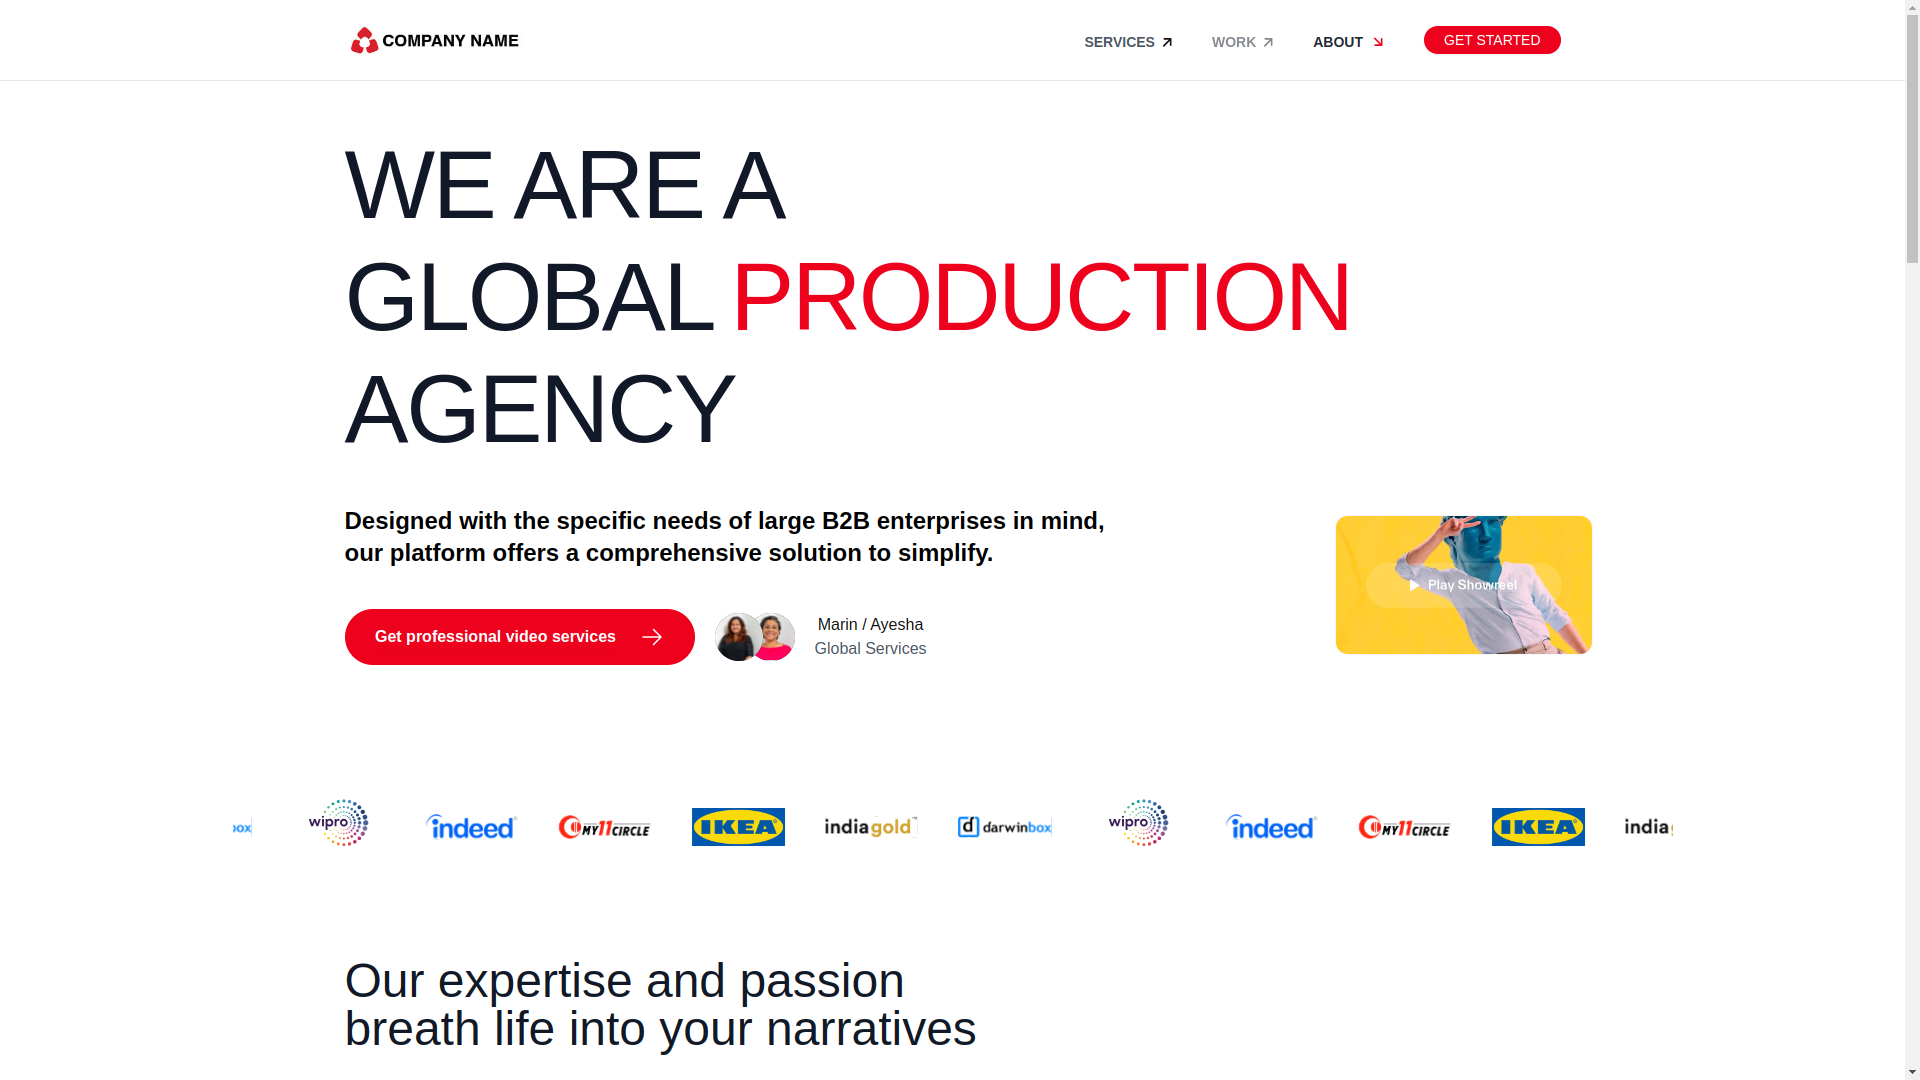 COMPANY NAME
SERVICES
WORK
ABOUT
GET STARTED
WE ARE A
GLOBAL PRODUCTION
AGENCY
Designed with the specific needs of large B2B enterprises in mind,
our platform offers a comprehensive solution to simplify.
Play Showreel
Get professional video services
Marin / Ayesha
Global Services
box wipro indeed MY11CIRCLE IKEA indiagold darwinbox wipro indeed MY11CIRCLE IKEA india
Our expertise and passion
breath life into your narratives